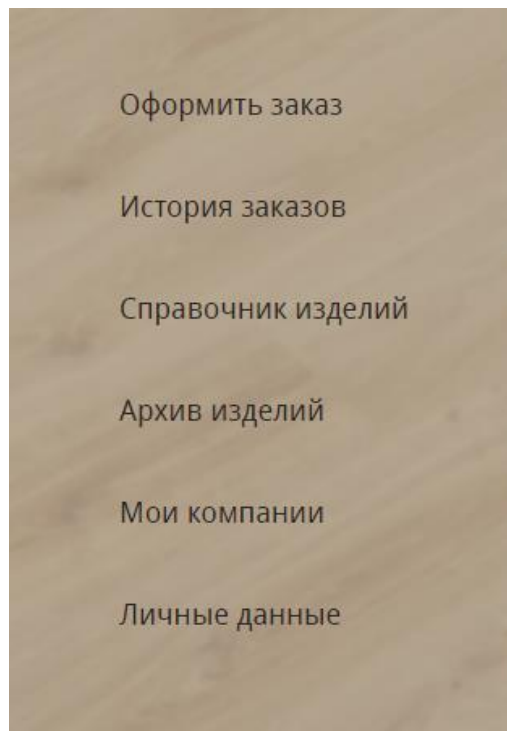 Оформить заказ
История заказов
Справочник изделий
Архив изделий
Мои компании
Личные данные